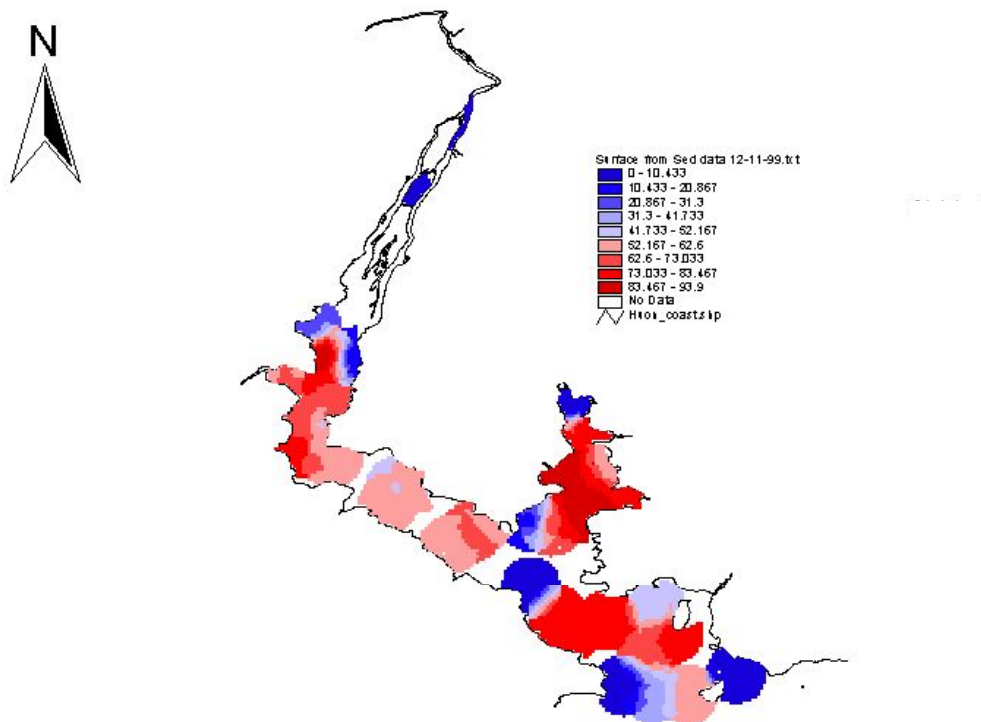 N
Surface from Sed data 12-11-99.txt
0 - 10.433
10.433 - 20.867
20.867 - 31.3
31.3 - 41.733
41.733 - 52.167
52.167 - 62.6
62.6 - 73.033
73.033 - 83.467
83.467 - 93.9
No Data
Huon_coast.shp